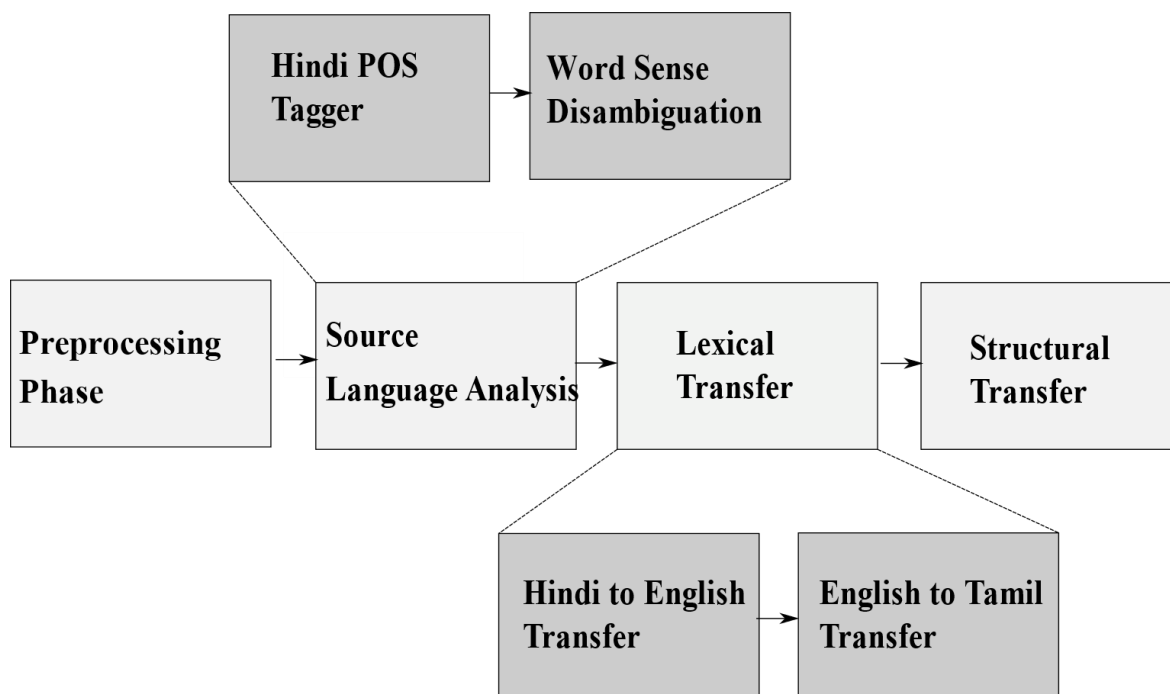 Hindi POS
Tagger
Word Sense
Disambiguation
Preprocessing
Phase
Source
Language Analysis
Lexical
Transfer
Structural
Transfer
Hindi to English
Transfer
English to Tamil
Transfer